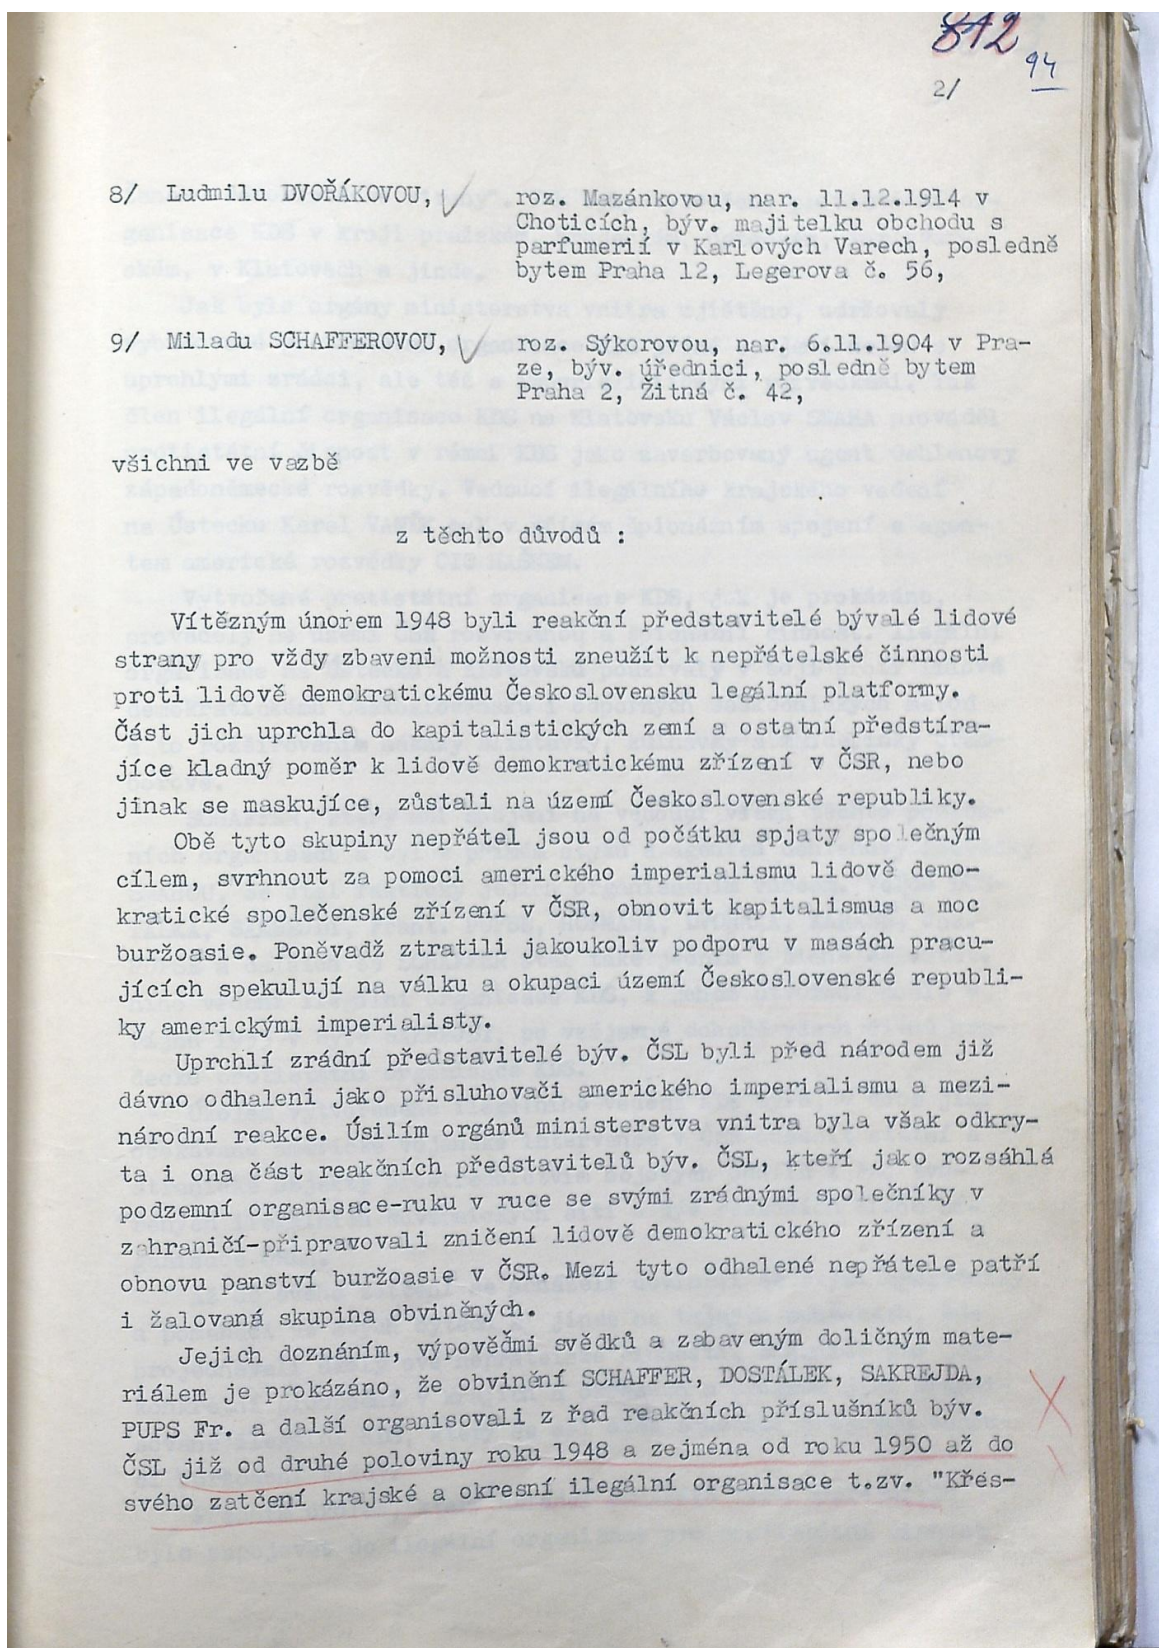 812
94
2/
8/ Ludmilu DVOŘÁKOVOU, roz. Mazánkovou, nar. 11.12.1914 v
Choticích, býv. majitelku obchodu s
parfumerií v Karlových Varech, posledně
bytem Praha 12, Legerova č. 56,
9/ Miladu SCHAFFEROVOU, roz. Sýkorovou, nar. 6.11.1904 v Pra-
ze, býv. úřednici, posledně bytem
Praha 2, Žitná č. 42,
všichni ve vazbě
z těchto důvodů :
Vítězným únorem 1948 byli reakční představitelé bývalé lidové
strany pro vždy zbaveni možnosti zneužít k nepřátelské činnosti
proti lidově demokratickému Československu legální platformy.
Část jich uprchla do kapitalistických zemí a ostatní předstíra-
jíce kladný poměr k lidově demokratickému zřízení v ČSR, nebo
jinak se maskujíce, zůstali na území Československé republiky.
Obě tyto skupiny nepřátel jsou od počátku spjaty společným
cílem, svrhnout za pomoci amerického imperialismu lidově demo-
kratické společenské zřízení v ČSR, obnovit kapitalismus a moc
buržoasie. Poněvadž ztratili jakoukoliv podporu v masách pracu-
jících spekulují na válku a okupaci území Československé republi-
ky americkými imperialisty.
Uprchlí zrádní představitelé býv. ČSL byli před národem již
dávno odhaleni jako přisluhovači amerického imperialismu a mezi-
národní reakce. Úsilím orgánů ministerstva vnitra byla však odkry-
ta i ona část reakčních představitelů býv. ČSL, kteří jako rozsáhlá
podzemní organisace-ruku v ruce se svými zrádnými společníky v
zahraničí-připravovali zničení lidově demokratického zřízení a
obnovu panství buržoasie v ČSR. Mezi tyto odhalené nepřátele patří
i žalovaná skupina obviněných.
Jejich doznáním, výpověďmi svědků a zabaveným doličným mate-
riálem je prokázáno, že obvinění SCHAFFER, DOSTÁLEK, SAKREJDA,
PUPS Fr. a další organisovali z řad reakčních příslušníků býv.
ČSL již od druhé poloviny roku 1948 a zejména od roku 1950 až do
svého zatčení krajské a okresní ilegální organisace t.zv. "Křes-